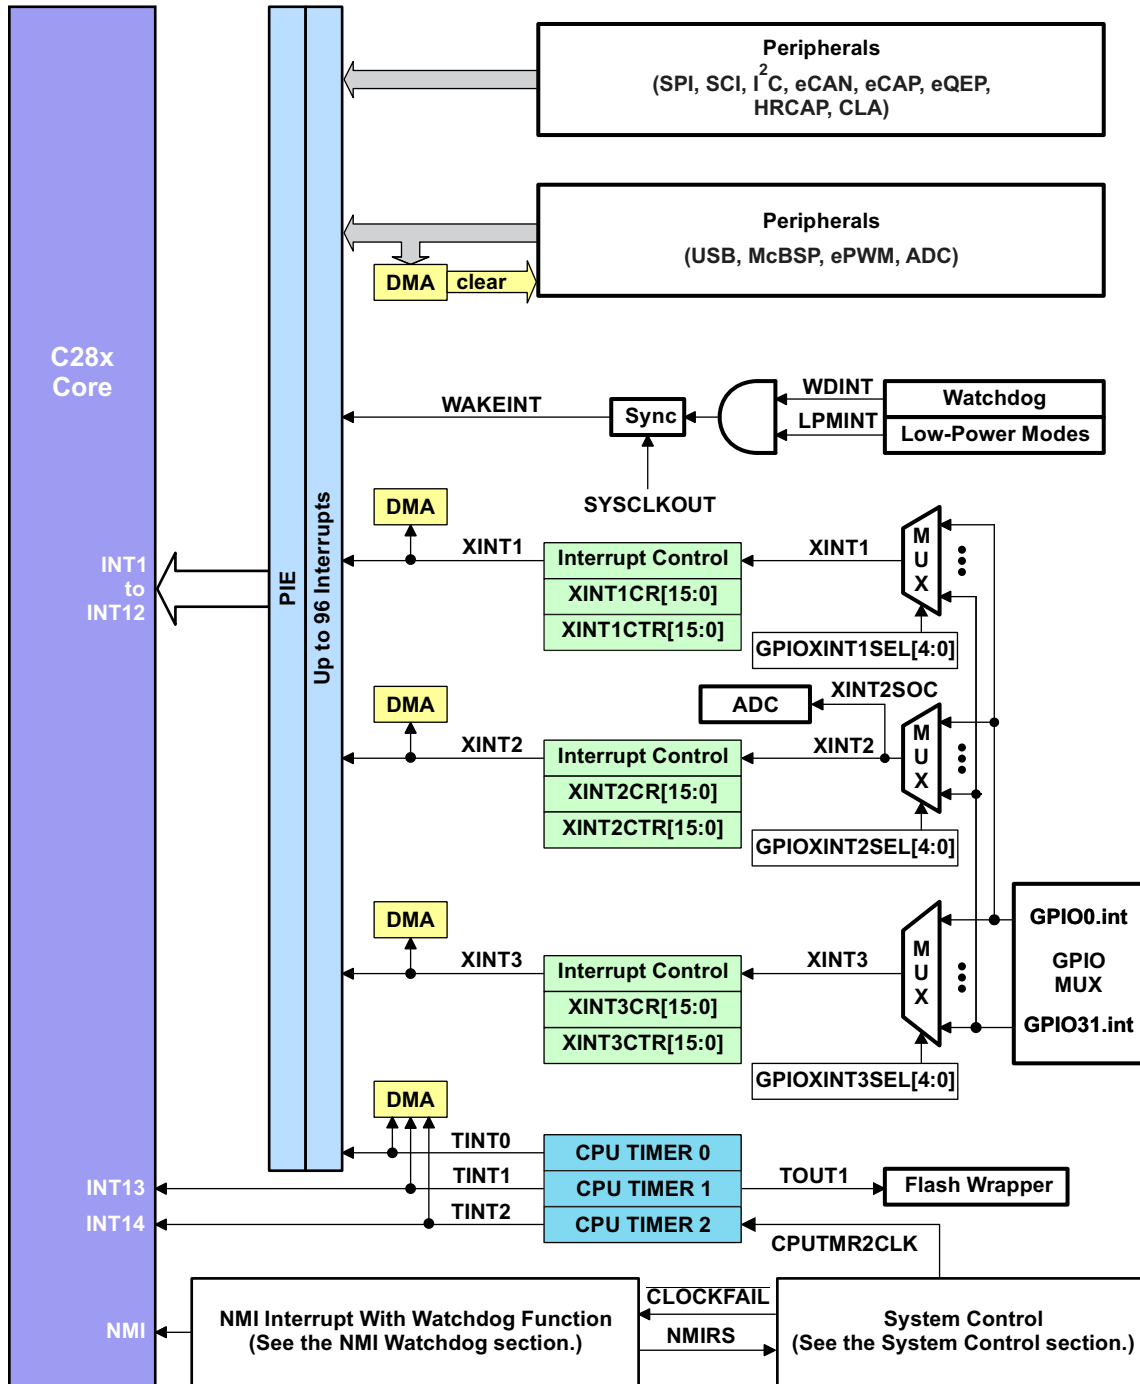 Peripherals
(SPI, SCI, I²C, eCAN, eCAP, eQEP,
HRCAP, CLA)
Peripherals
(USB, McBSP, ePWM, ADC)
DMA
clear
C28x
Core
WAKEINT
Sync
WDINT
LPMINT
Watchdog
Low-Power Modes
SYSCLKOUT
PIE
Up to 96 Interrupts
INT1
to
INT12
DMA
XINT1
Interrupt Control
XINT1CR[15:0]
XINT1CTR[15:0]
XINT1
MUX
GPIOXINT1SEL[4:0]
ADC
XINT2SOC
DMA
XINT2
Interrupt Control
XINT2CR[15:0]
XINT2CTR[15:0]
XINT2
MUX
GPIOXINT2SEL[4:0]
DMA
XINT3
Interrupt Control
XINT3CR[15:0]
XINT3CTR[15:0]
XINT3
MUX
GPIOXINT3SEL[4:0]
GPIO0.int
GPIO
MUX
GPIO31.int
DMA
TINT0
CPU TIMER 0
INT13
TINT1
CPU TIMER 1
TOUT1
Flash Wrapper
INT14
TINT2
CPU TIMER 2
CPUTMR2CLK
NMI
NMI Interrupt With Watchdog Function
(See the NMI Watchdog section.)
CLOCKFAIL
NMIRS
System Control
(See the System Control section.)